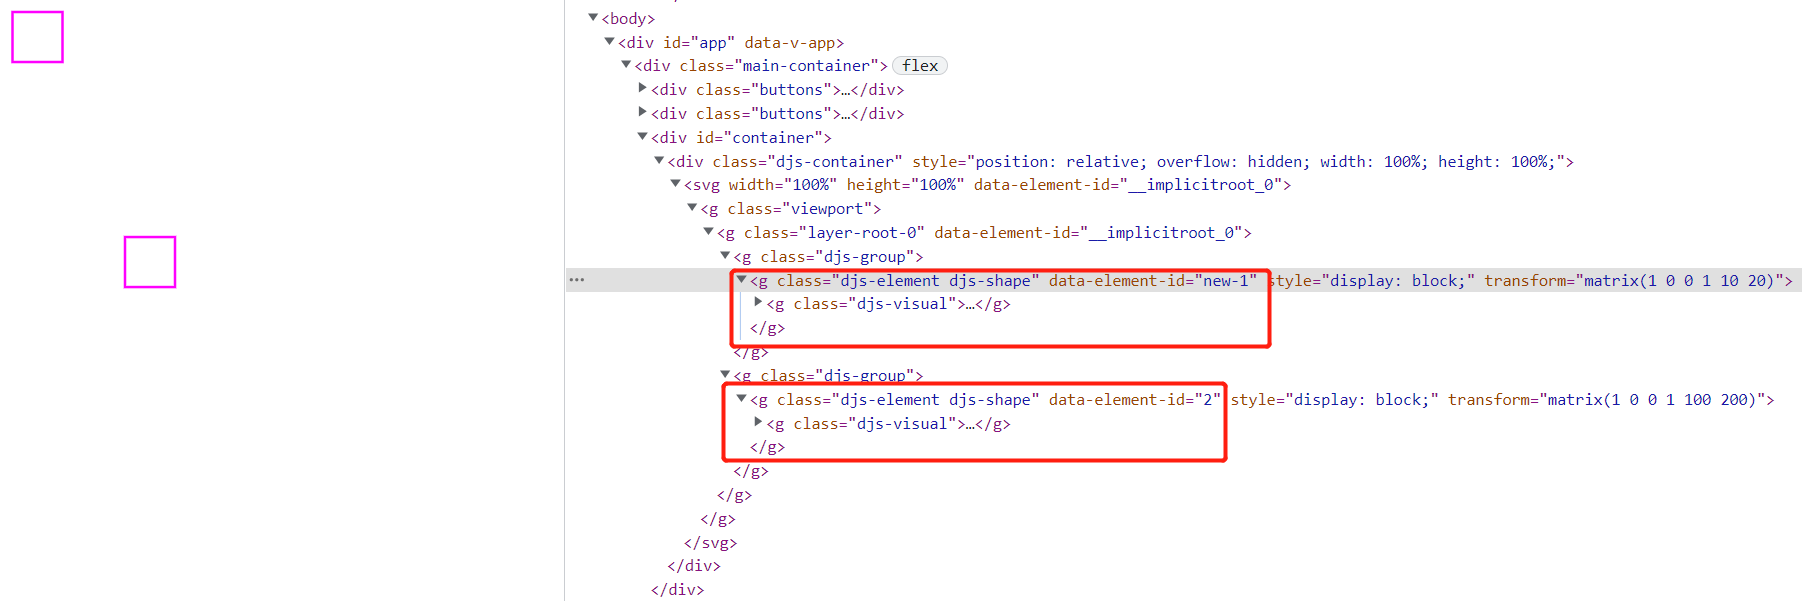 <body>
<div id="app" data-v-app>
<div class="main-container"> flex
<div class="buttons">…</div>
<div class="buttons">…</div>
<div id="container">
<div class="djs-container" style="position: relative; overflow: hidden; width: 100%; height: 100%;">
<svg width="100%" height="100%" data-element-id="__implicitroot_0">
<g class="viewport">
<g class="layer-root-0" data-element-id="__implicitroot_0">
<g class="djs-group">
… <g class="djs-element djs-shape" data-element-id="new-1" style="display: block;" transform="matrix(1 0 0 1 10 20)">
<g class="djs-visual">…</g>
</g>
</g>
<g class="djs-group">
<g class="djs-element djs-shape" data-element-id="2" style="display: block;" transform="matrix(1 0 0 1 100 200)">
<g class="djs-visual">…</g>
</g>
</g>
</g>
</g>
</svg>
</div>
</div>